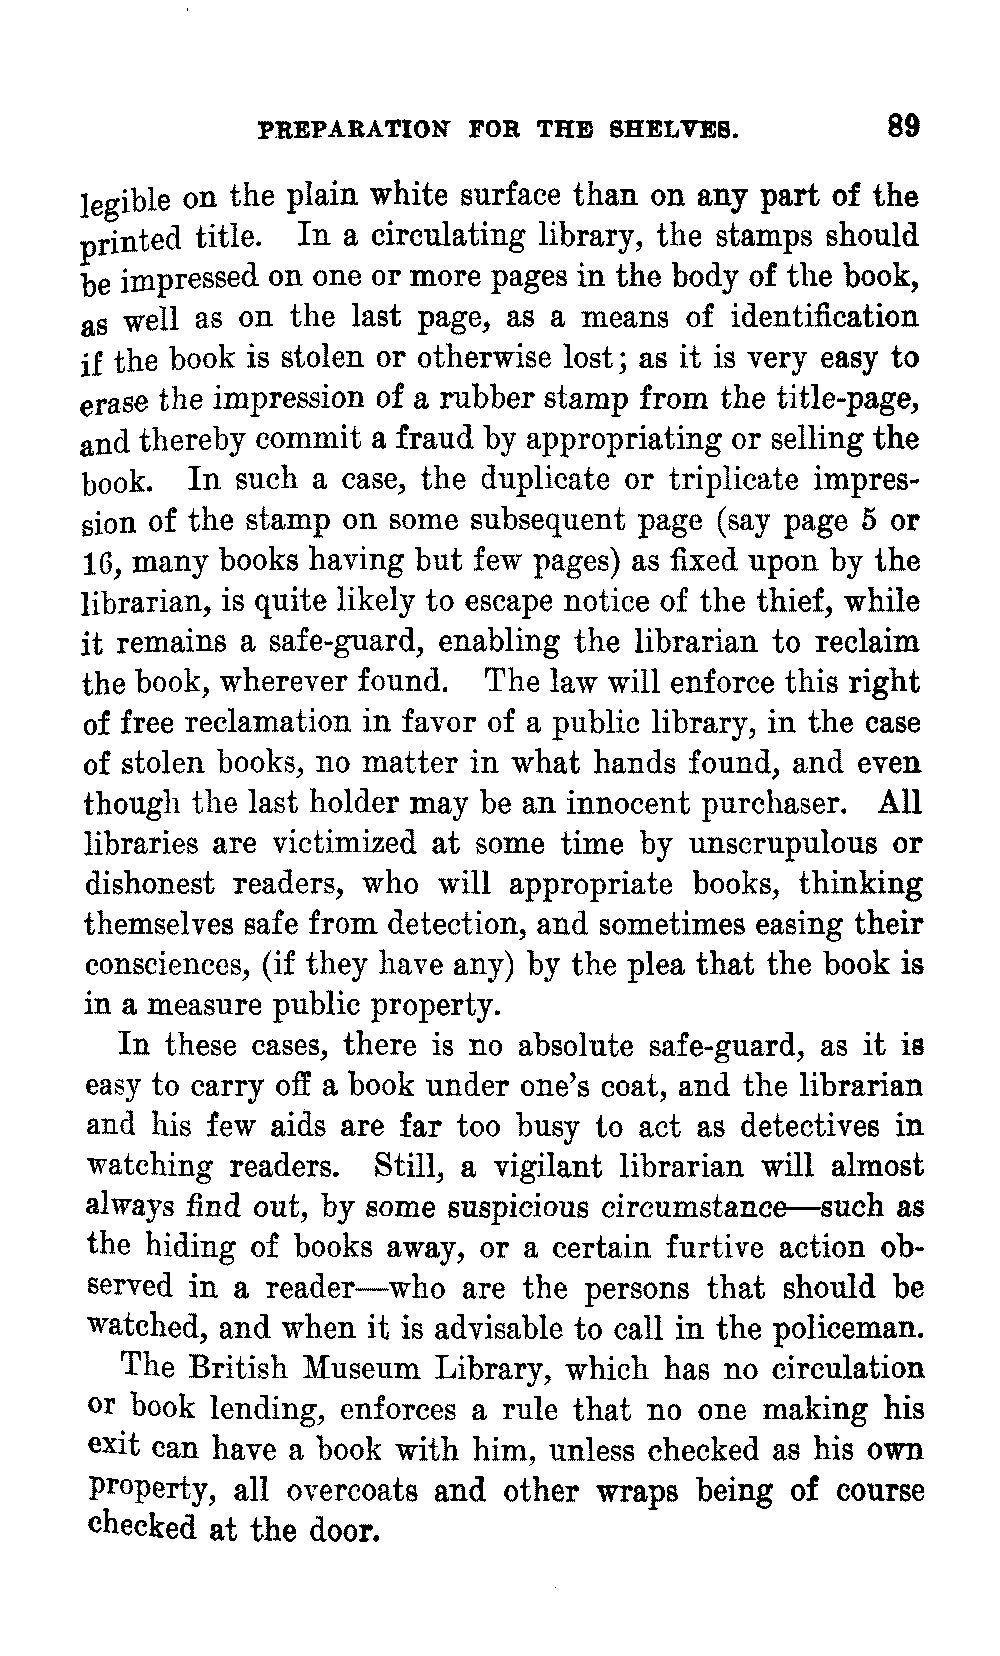 PREPARATION FOR THE SHELVES. 89
legible on the plain white surface than on any part of the
printed title. In a circulating library, the stamps should
be impressed on one or more pages in the body of the book,
as well as on the last page, as a means of identification
if the book is stolen or otherwise lost; as it is very easy to
erase the impression of a rubber stamp from the title-page,
and thereby commit a fraud by appropriating or selling the
book. In such a case, the duplicate or triplicate impres-
sion of the stamp on some subsequent page (say page 5 or
16, many books having but few pages) as fixed upon by the
librarian, is quite likely to escape notice of the thief, while
it remains a safe-guard, enabling the librarian to reclaim
the book, wherever found. The law will enforce this right
of free reclamation in favor of a public library, in the case
of stolen books, no matter in what hands found, and even
though the last holder may be an innocent purchaser. All
libraries are victimized at some time by unscrupulous or
dishonest readers, who will appropriate books, thinking
themselves safe from detection, and sometimes easing their
consciences, (if they have any) by the plea that the book is
in a measure public property.
In these cases, there is no absolute safe-guard, as it is
easy to carry off a book under one's coat, and the librarian
and his few aids are far too busy to act as detectives in
watching readers. Still, a vigilant librarian will almost
always find out, by some suspicious circumstance—such as
the hiding of books away, or a certain furtive action ob-
served in a reader—who are the persons that should be
watched, and when it is advisable to call in the policeman.
The British Museum Library, which has no circulation
or book lending, enforces a rule that no one making his
exit can have a book with him, unless checked as his own
property, all overcoats and other wraps being of course
checked at the door.